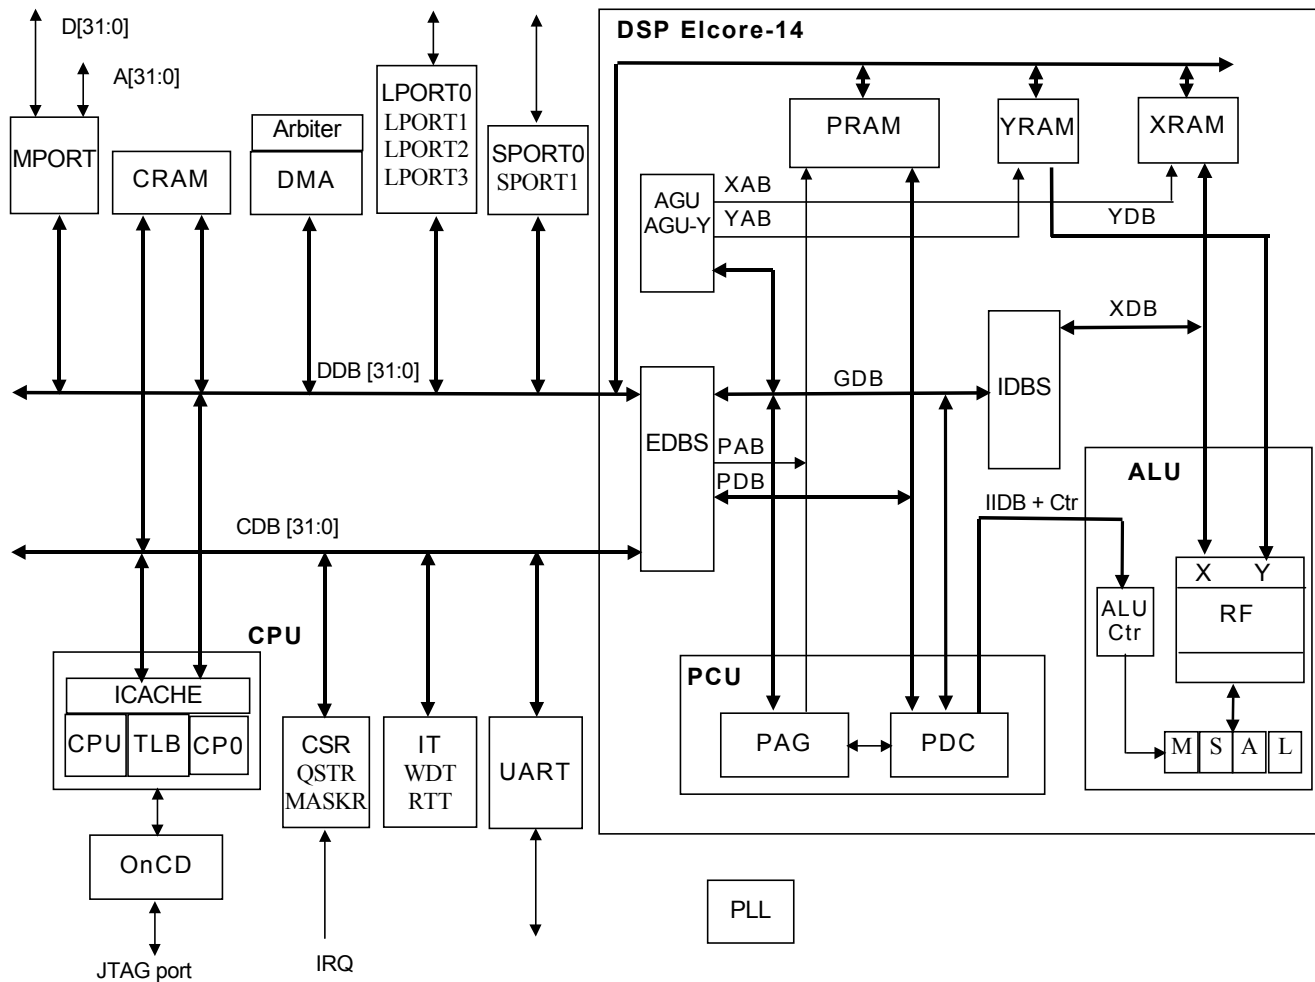 D[31:0]
A[31:0]
MPORT
CRAM
Arbiter
DMA
LPORT0
LPORT1
LPORT2
LPORT3
SPORT0
SPORT1
DSP Elcore-14
PRAM
YRAM
XRAM
AGU
AGU-Y
XAB
YAB
YDB
XDB
DDB [31:0]
GDB
IDBS
EDBS
PAB
PDB
ALU
IIDB + Ctr
CDB [31:0]
X Y
RF
ALU
Ctr
M S A L
CPU
ICACHE
CPU TLB CP0
CSR
QSTR
MASKR
IT
WDT
RTT
UART
PCU
PAG
PDC
OnCD
JTAG port
IRQ
PLL